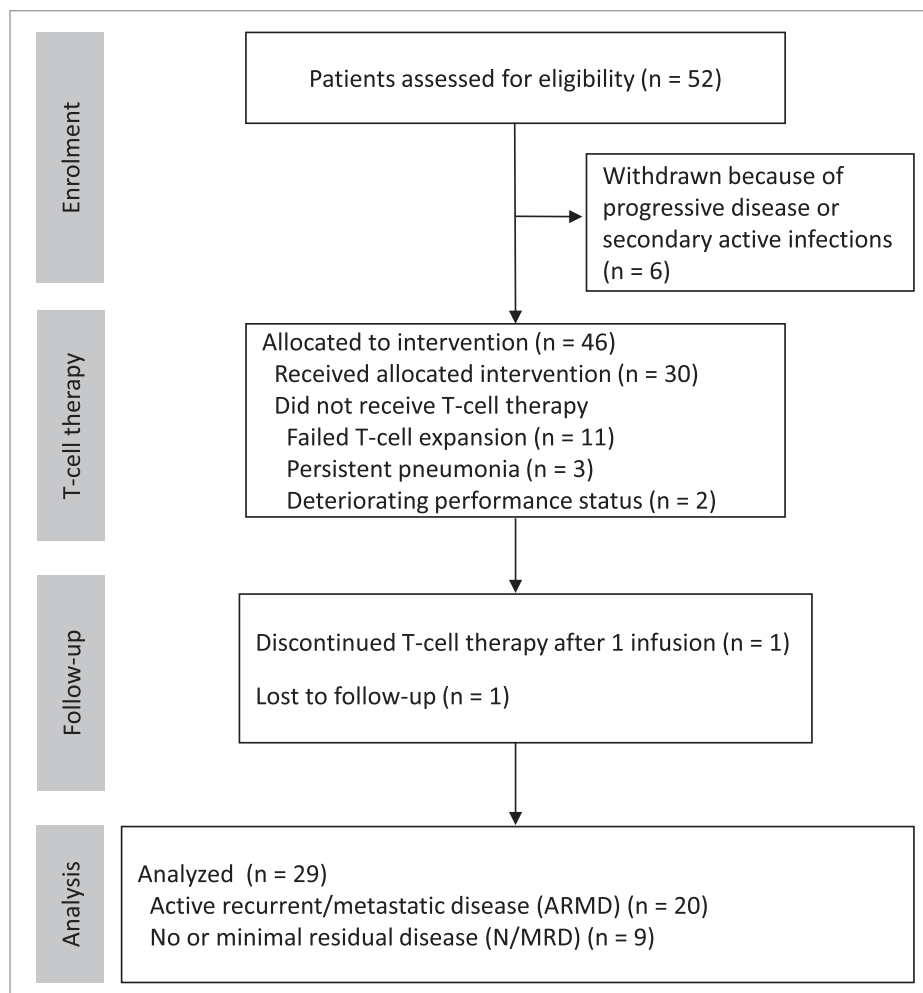 Enrolment
Patients assessed for eligibility (n = 52)
Withdrawn because of
progressive disease or
secondary active infections
(n = 6)
T-cell therapy
Allocated to intervention (n = 46)
Received allocated intervention (n = 30)
Did not receive T-cell therapy
Failed T-cell expansion (n = 11)
Persistent pneumonia (n = 3)
Deteriorating performance status (n = 2)
Follow-up
Discontinued T-cell therapy after 1 infusion (n = 1)
Lost to follow-up (n = 1)
Analysis
Analyzed (n = 29)
Active recurrent/metastatic disease (ARMD) (n = 20)
No or minimal residual disease (N/MRD) (n = 9)